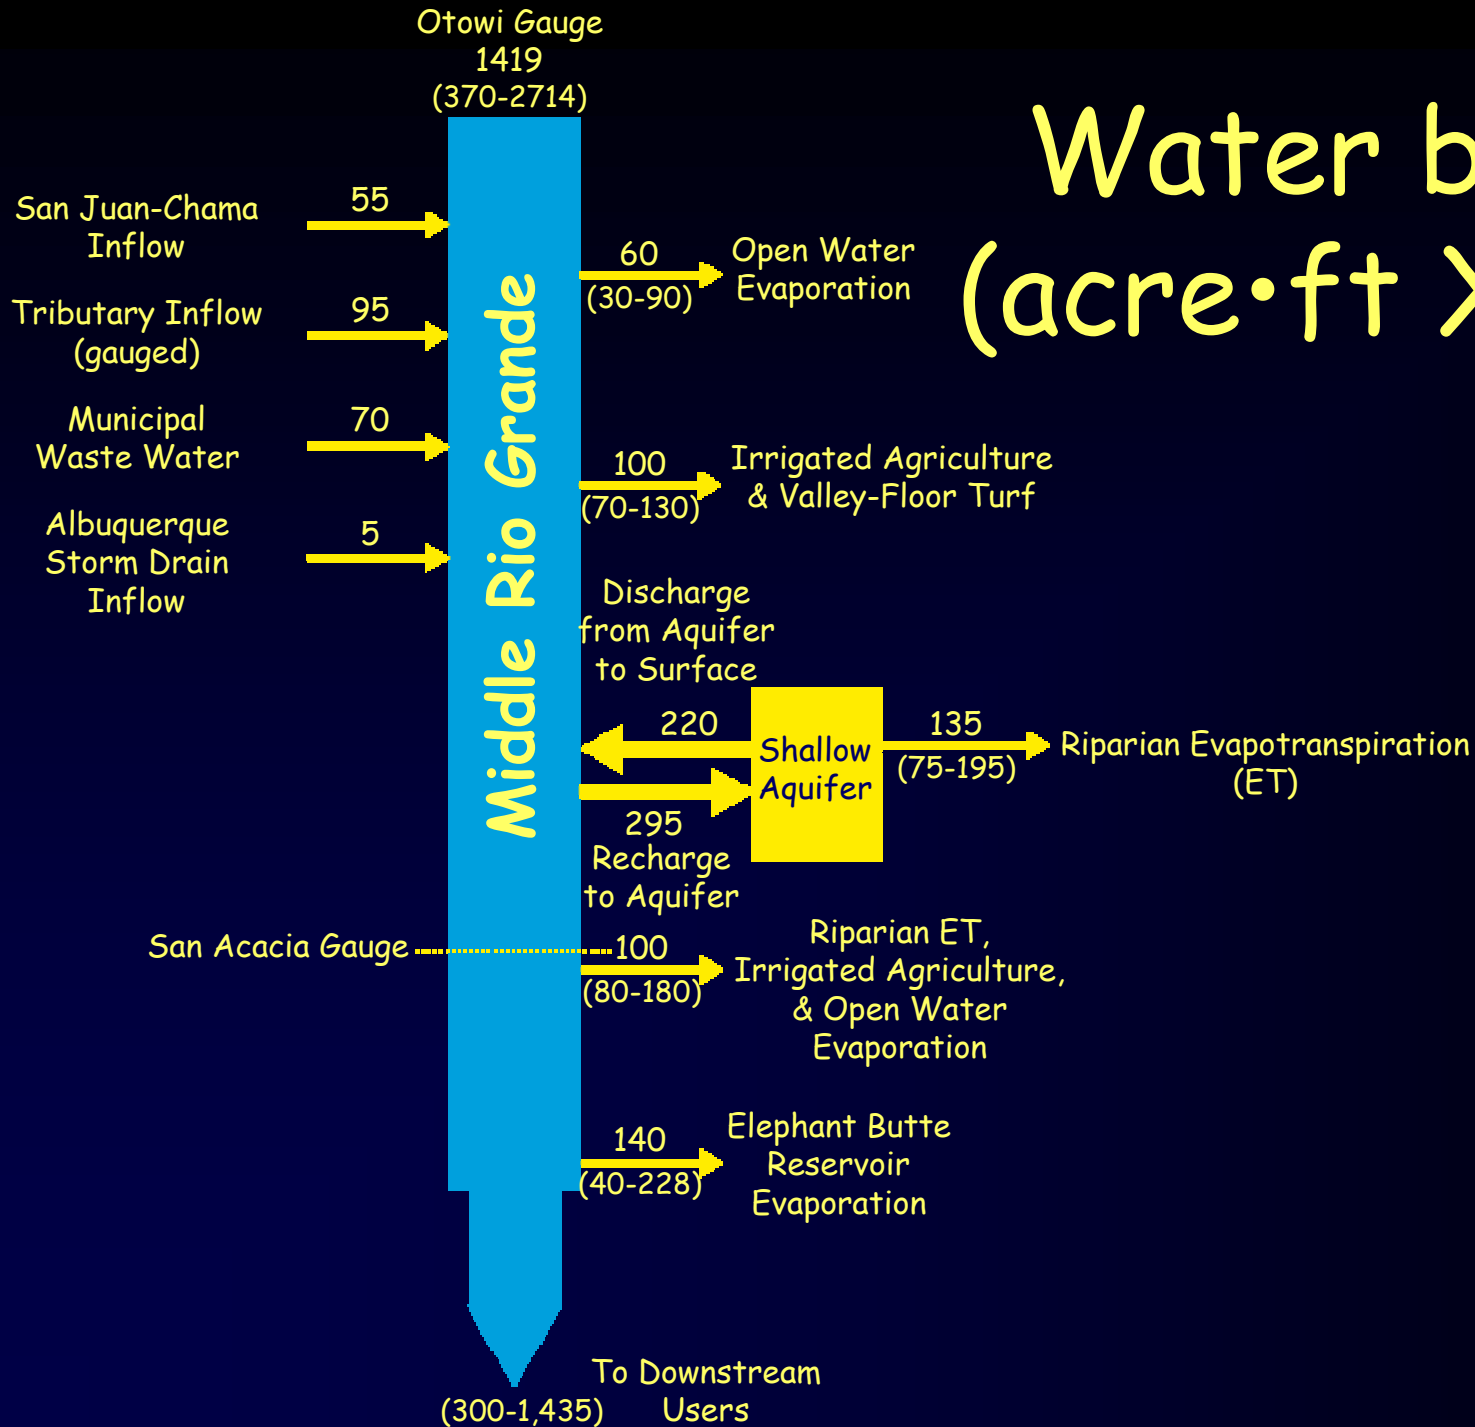 Otowi Gauge
1419
(370-2714)
Water b
(acre•ft X
San Juan-Chama
Inflow
55
Tributary Inflow
(gauged)
95
Municipal
Waste Water
70
Albuquerque
Storm Drain
Inflow
5
Middle Rio Grande
60
(30-90)
Open Water
Evaporation
100
(70-130)
Irrigated Agriculture
& Valley-Floor Turf
Discharge
from Aquifer
to Surface
220
Shallow
Aquifer
135
(75-195)
Riparian Evapotranspiration
(ET)
295
Recharge
to Aquifer
San Acacia Gauge
100
(80-180)
Riparian ET,
Irrigated Agriculture,
& Open Water
Evaporation
140
(40-228)
Elephant Butte
Reservoir
Evaporation
To Downstream
Users
(300-1,435)